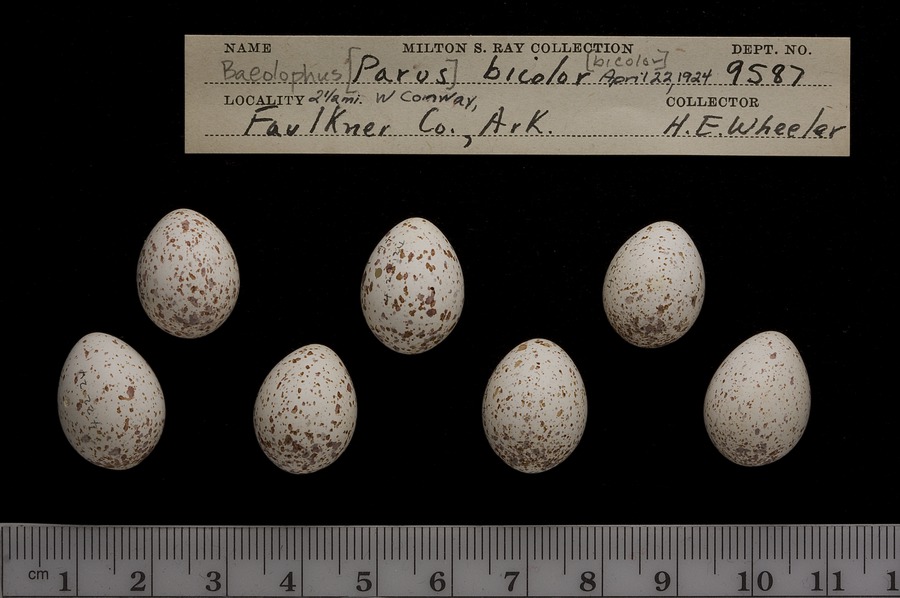 NAME MILTON S. RAY COLLECTION DEPT. NO.
Baeolophus [Parus] bicolor [bicolor] April 22, 1924 9587
LOCALITY 2½ mi. W Conway, COLLECTOR
Faulkner Co., Ark. H. E. Wheeler
cm 1 2 3 4 5 6 7 8 9 10 11 1